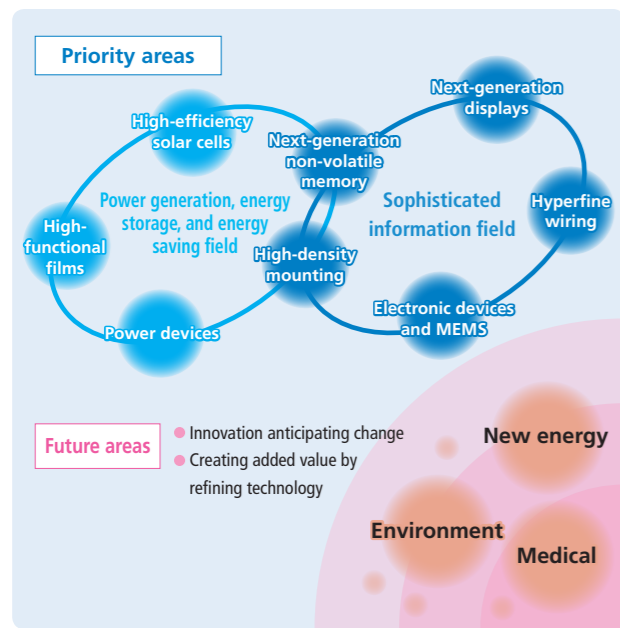 Priority areas
High-efficiency
solar cells
Next-generation
non-volatile
memory
Next-generation
displays
High-
functional
films
Power generation, energy
storage, and energy
saving field
Sophisticated
information field
Hyperfine
wiring
High-density
mounting
Power devices
Electronic devices
and MEMS
Future areas
Innovation anticipating change
Creating added value by
refining technology
New energy
Environment
Medical